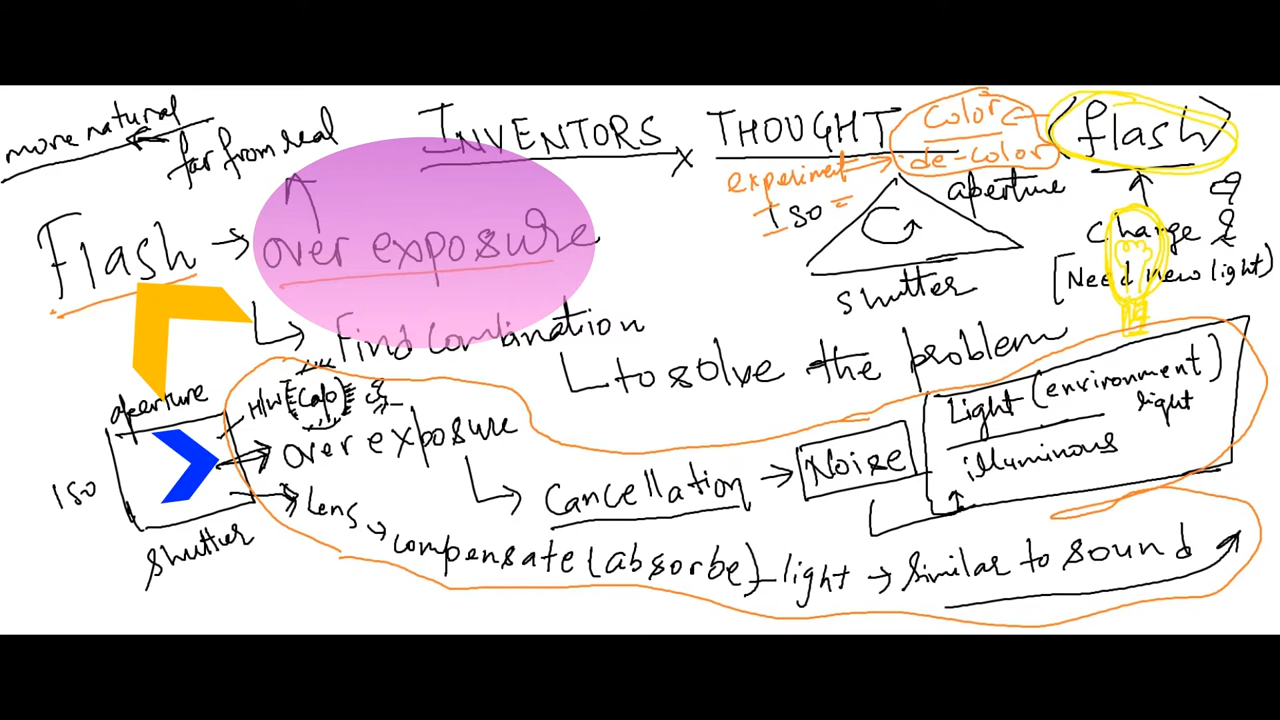 more natural
far from real
INVENTORS THOUGHT
color
de-color
(flash)
experiment
ISO
aperture
shutter
change &
[Need new light)
Flash → over exposure
Find combination
to solve the problem
aperture
Iso
shutter
H/W [Cap]
over exposure
Cancellation → Noise
Light (environment)
light
illuminous
Lens → compensate (absorbe) light → similar to sound